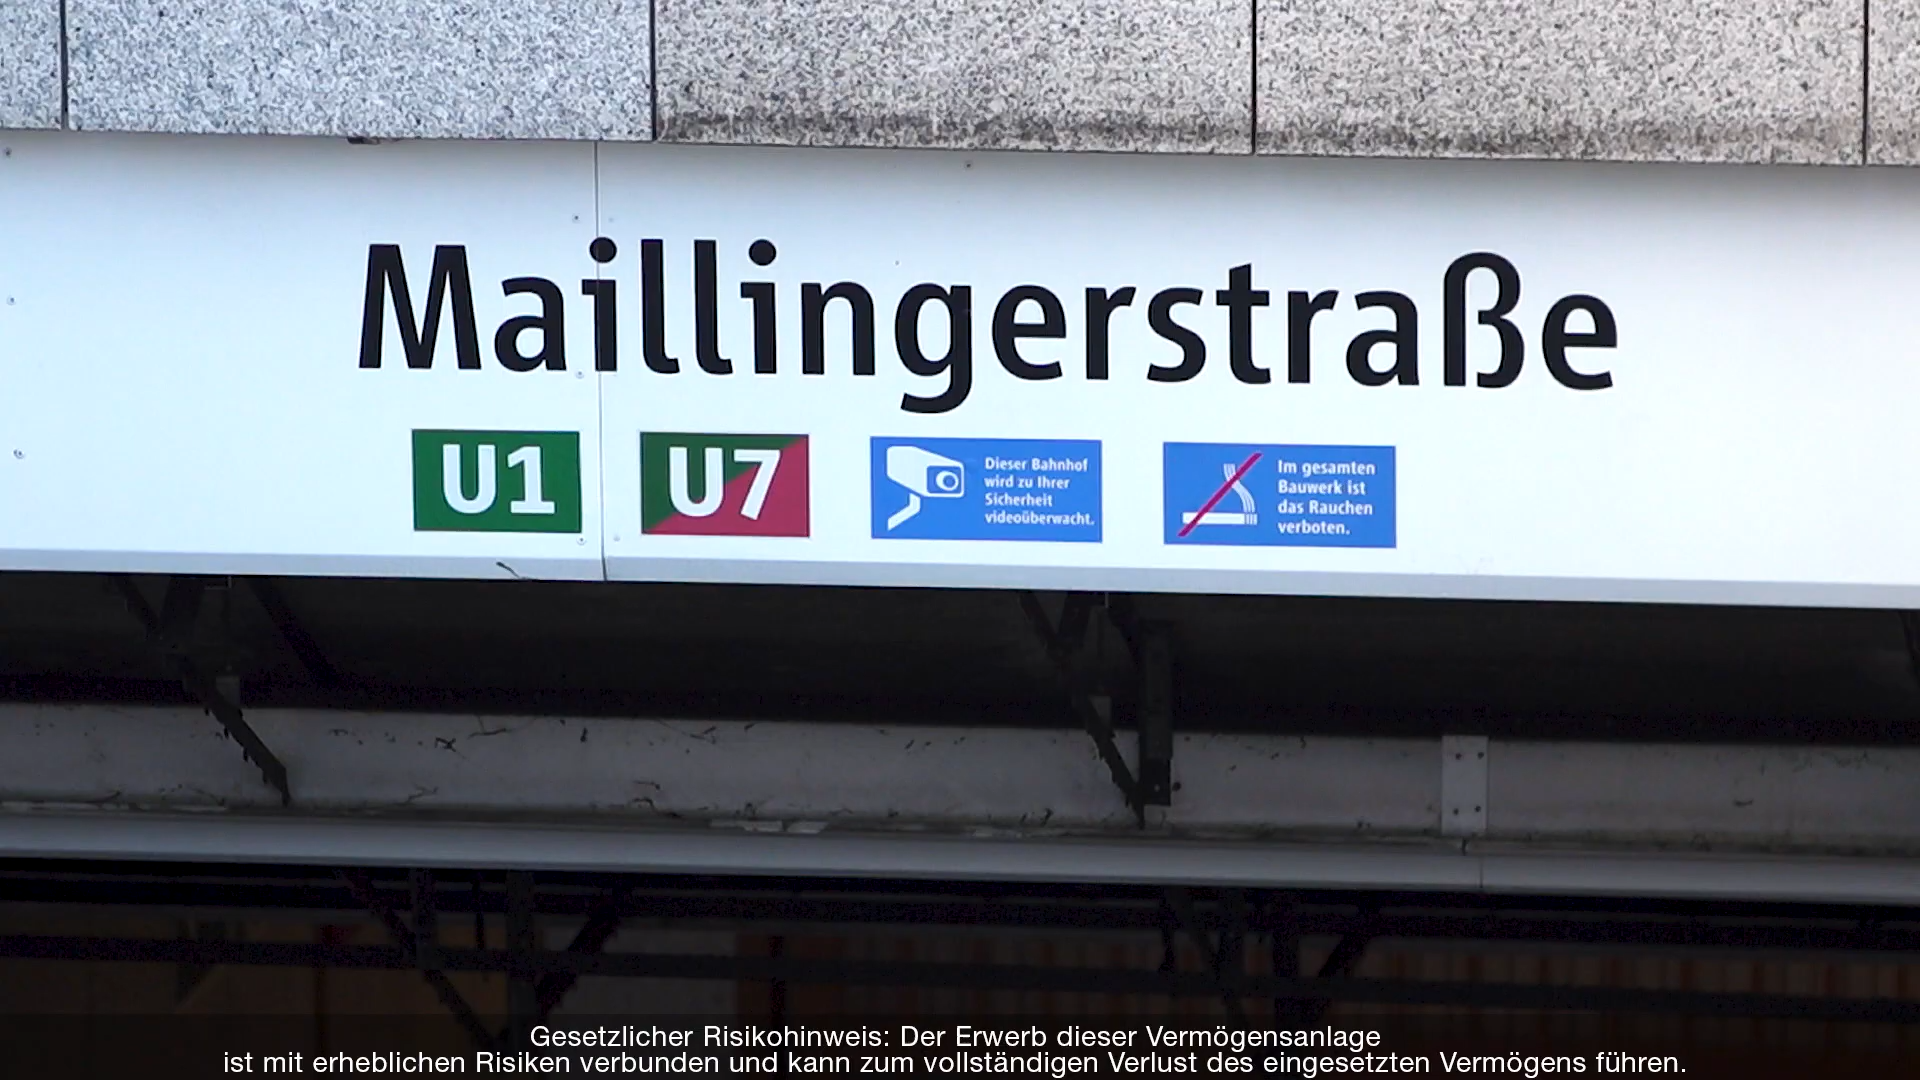 Maillingerstraße
U1
U7
Dieser Bahnhof
wird zu Ihrer
Sicherheit
videoüberwacht.
Im gesamten
Bauwerk ist
das Rauchen
verboten.
Gesetzlicher Risikohinweis: Der Erwerb dieser Vermögensanlage
ist mit erheblichen Risiken verbunden und kann zum vollständigen Verlust des eingesetzten Vermögens führen.